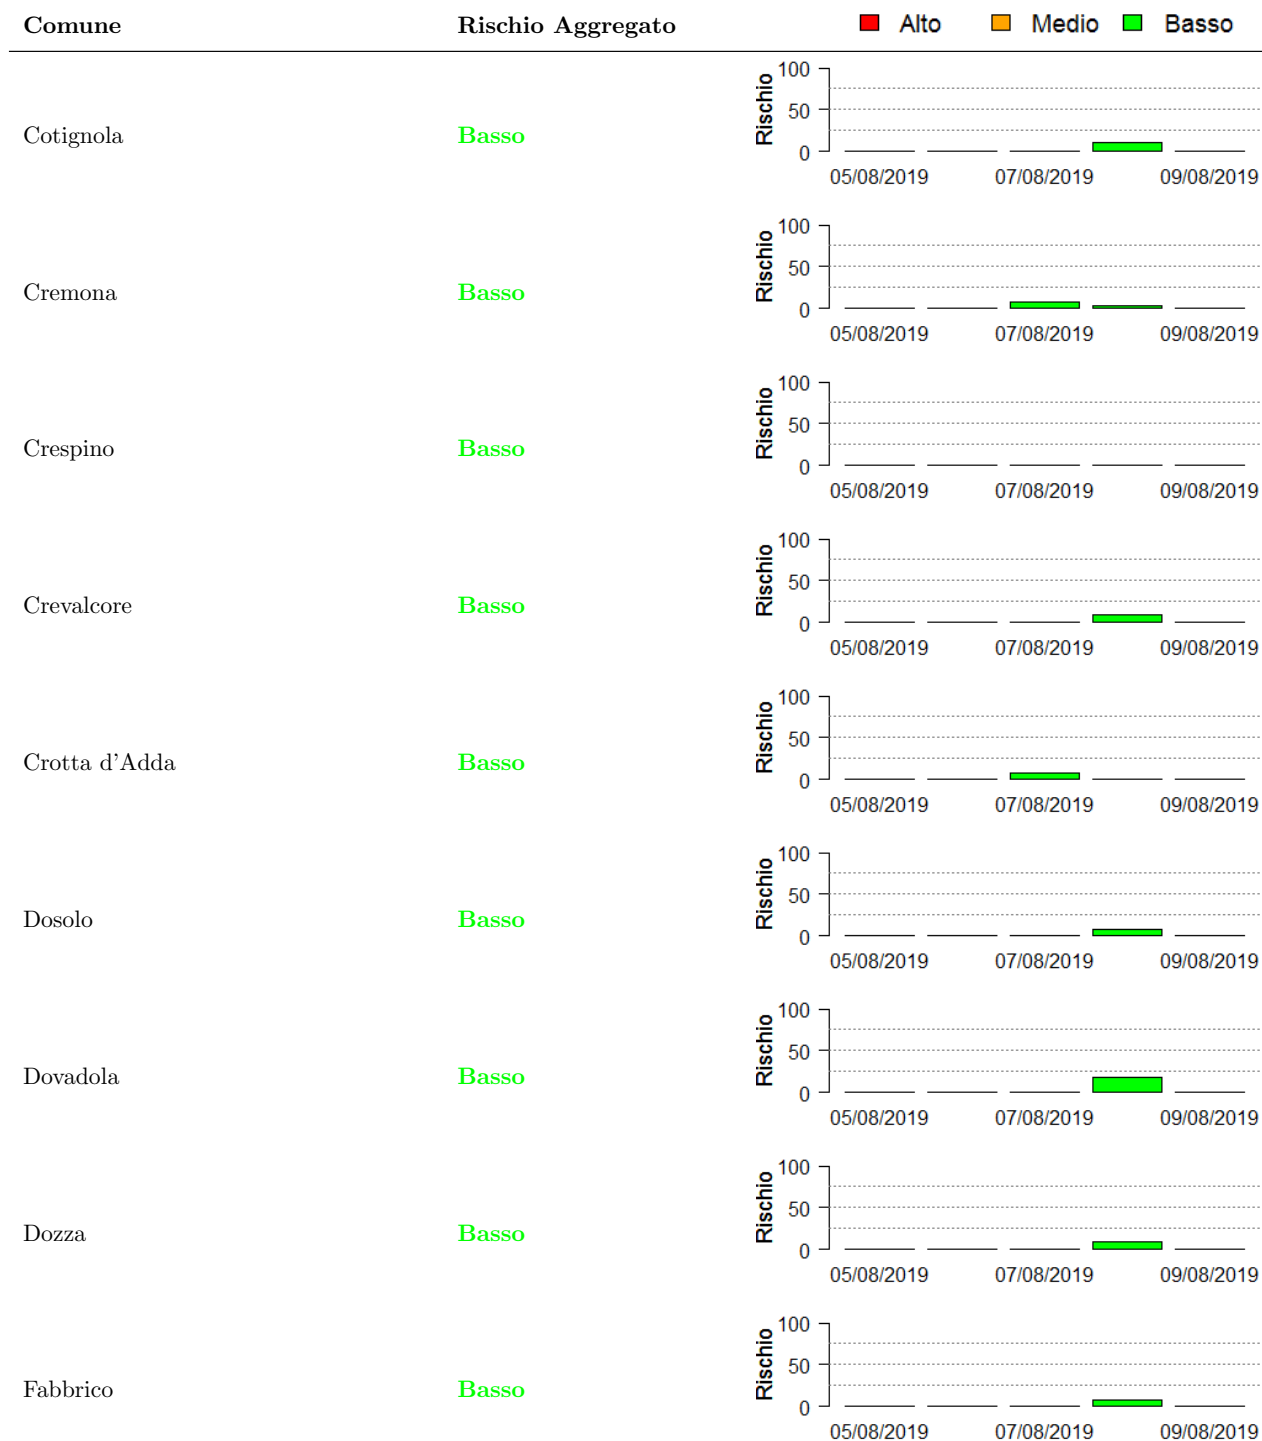 Comune Rischio Aggregato Alto Medio Basso
100
50
0
Rischio
Cotignola Basso
05/08/2019 07/08/2019 09/08/2019
100
50
0
Rischio
Cremona Basso
05/08/2019 07/08/2019 09/08/2019
100
50
0
Rischio
Crespino Basso
05/08/2019 07/08/2019 09/08/2019
100
50
0
Rischio
Crevalcore Basso
05/08/2019 07/08/2019 09/08/2019
100
50
0
Rischio
Crotta d'Adda Basso
05/08/2019 07/08/2019 09/08/2019
100
50
0
Rischio
Dosolo Basso
05/08/2019 07/08/2019 09/08/2019
100
50
0
Rischio
Dovadola Basso
05/08/2019 07/08/2019 09/08/2019
100
50
0
Rischio
Dozza Basso
05/08/2019 07/08/2019 09/08/2019
100
50
0
Rischio
Fabbrico Basso
05/08/2019 07/08/2019 09/08/2019